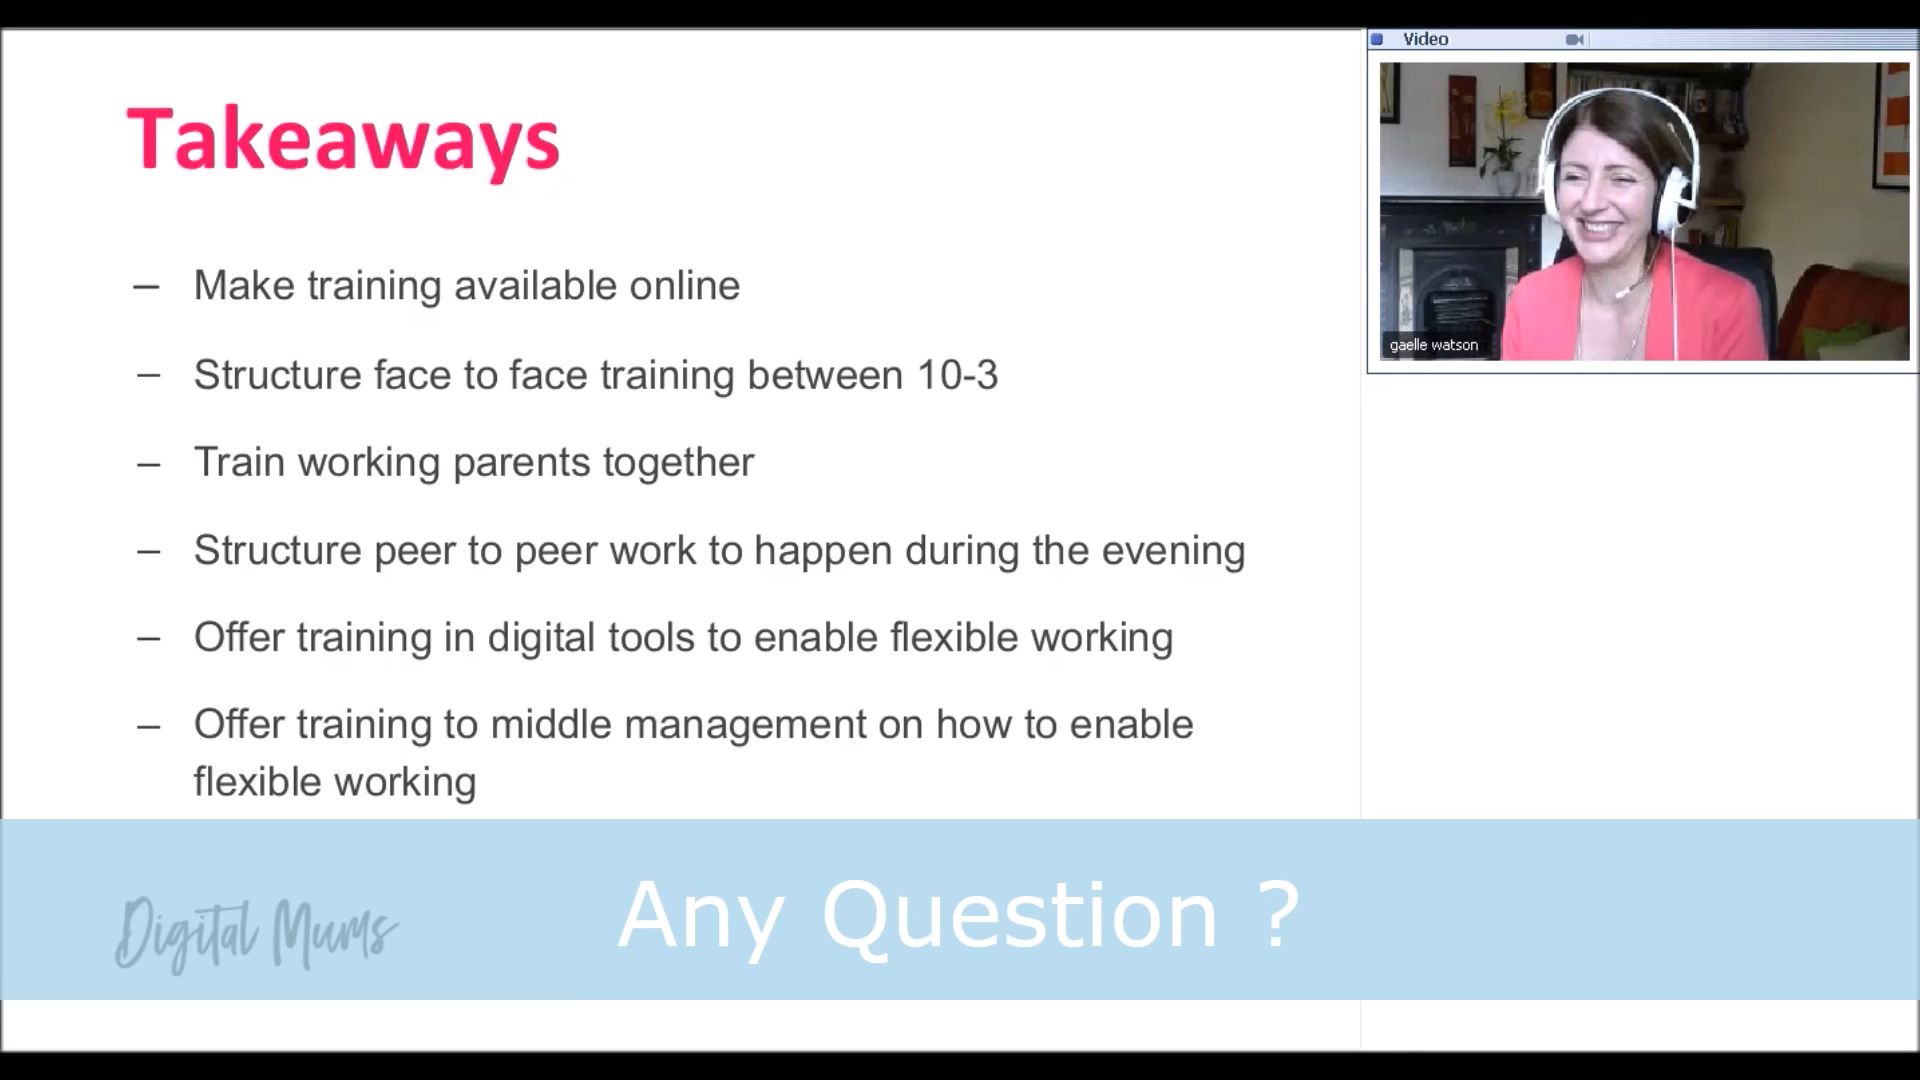 Takeaways
– Make training available online
– Structure face to face training between 10-3
– Train working parents together
– Structure peer to peer work to happen during the evening
– Offer training in digital tools to enable flexible working
– Offer training to middle management on how to enable
flexible working
Digital Mums
Any Question ?
Video
gaelle watson